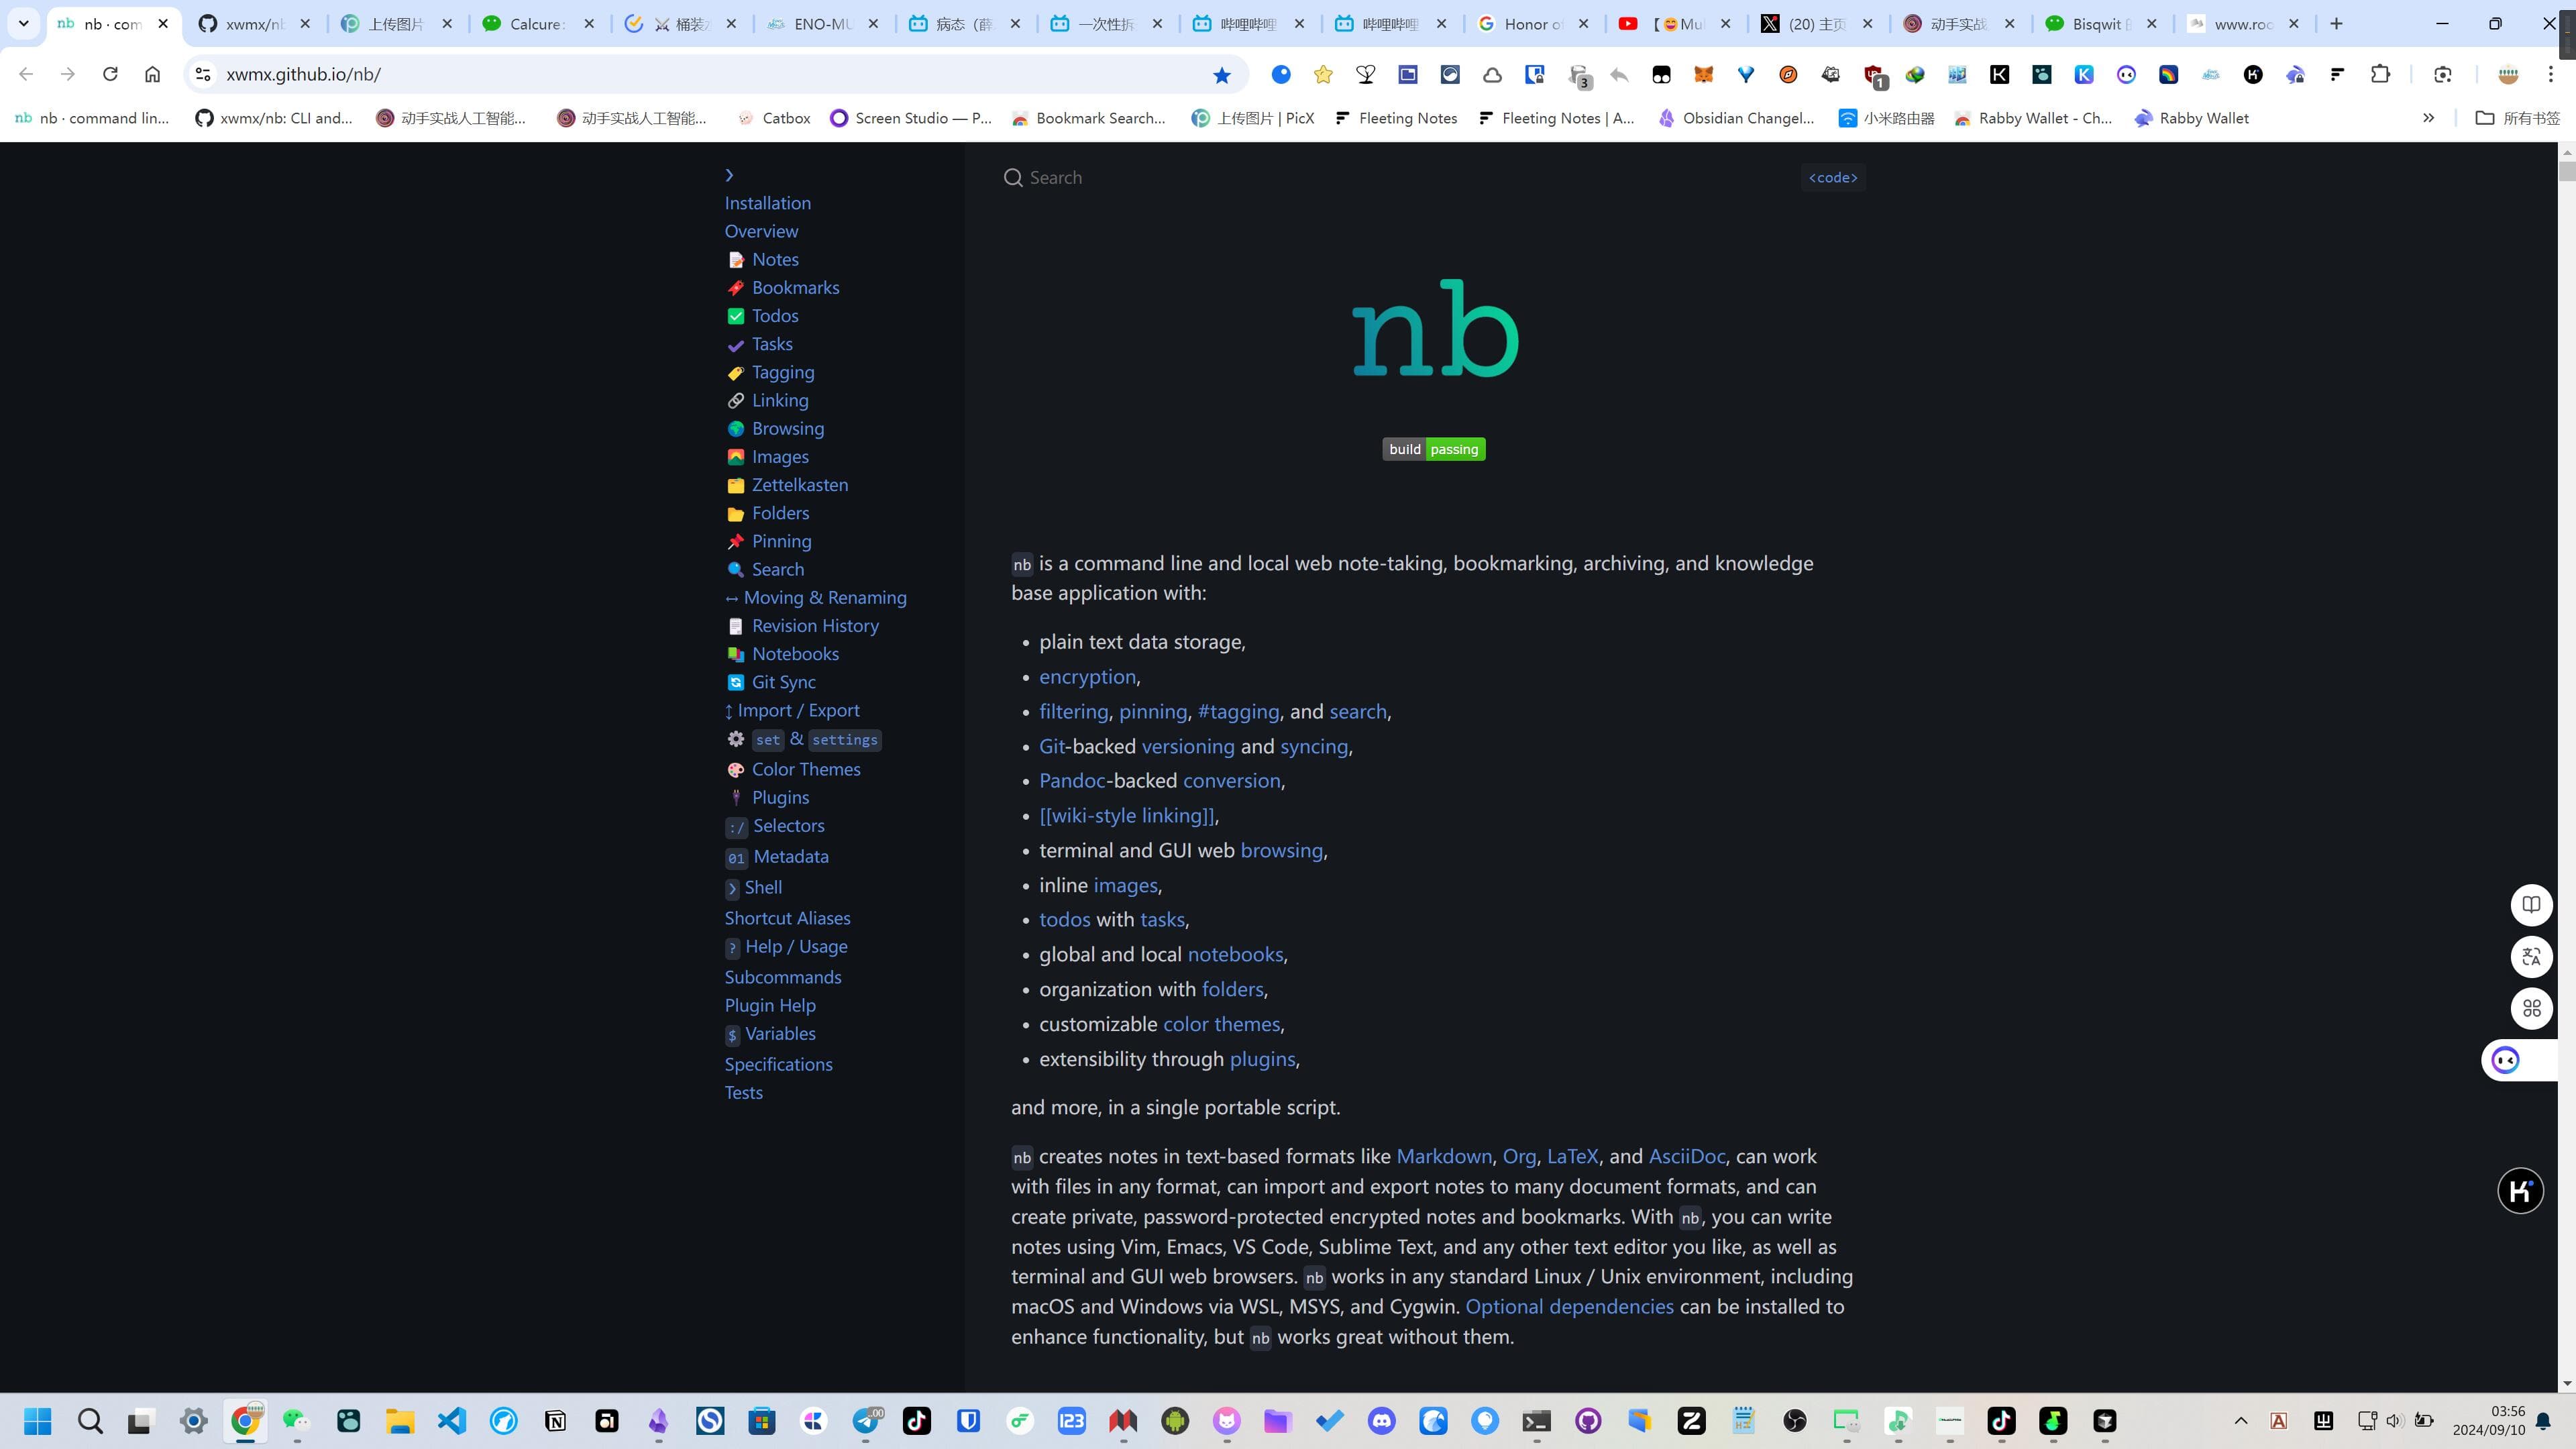 nb · com
xwmx/nb
上传图片
Calcure
桶装
ENO-MU
病态（薛
一次性拆
哔哩哔哩
哔哩哔哩
Honor o
(20) 主页
动手实战
Bisqwit
www.roc
xwmx.github.io/nb/
3
1
nb · command lin...
xwmx/nb: CLI and...
动手实战人工智能...
动手实战人工智能...
Catbox
Screen Studio — P...
Bookmark Search...
上传图片 | PicX
Fleeting Notes
Fleeting Notes | A...
Obsidian Changel...
小米路由器
Rabby Wallet - Ch...
Rabby Wallet
所有书签
❯
Installation
Overview
Notes
Bookmarks
Todos
Tasks
Tagging
Linking
Browsing
Images
Zettelkasten
Folders
Pinning
Search
↔ Moving & Renaming
Revision History
Notebooks
Git Sync
↕ Import / Export
set & settings
Color Themes
Plugins
:/ Selectors
01 Metadata
❯ Shell
Shortcut Aliases
? Help / Usage
Subcommands
Plugin Help
$ Variables
Specifications
Tests
Search
<code>
nb
build passing
nb is a command line and local web note-taking, bookmarking, archiving, and knowledge
base application with:
• plain text data storage,
• encryption,
• filtering, pinning, #tagging, and search,
• Git-backed versioning and syncing,
• Pandoc-backed conversion,
• [[wiki-style linking]],
• terminal and GUI web browsing,
• inline images,
• todos with tasks,
• global and local notebooks,
• organization with folders,
• customizable color themes,
• extensibility through plugins,
and more, in a single portable script.
nb creates notes in text-based formats like Markdown, Org, LaTeX, and AsciiDoc, can work
with files in any format, can import and export notes to many document formats, and can
create private, password-protected encrypted notes and bookmarks. With nb, you can write
notes using Vim, Emacs, VS Code, Sublime Text, and any other text editor you like, as well as
terminal and GUI web browsers. nb works in any standard Linux / Unix environment, including
macOS and Windows via WSL, MSYS, and Cygwin. Optional dependencies can be installed to
enhance functionality, but nb works great without them.
123
03:56
2024/09/10